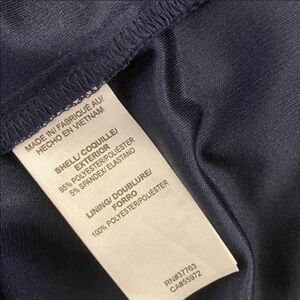 MADE IN/ FABRIQUÉ AU/
HECHO EN VIETNAM
SHELL/ COQUILLE/
EXTERIOR
95% POLYESTER/POLIÉSTER
5% SPANDEX/ ELASTANO
LINING/ DOUBLURE/
FORRO
100% POLYESTER/POLIÉSTER
RN#37763
CA#55972